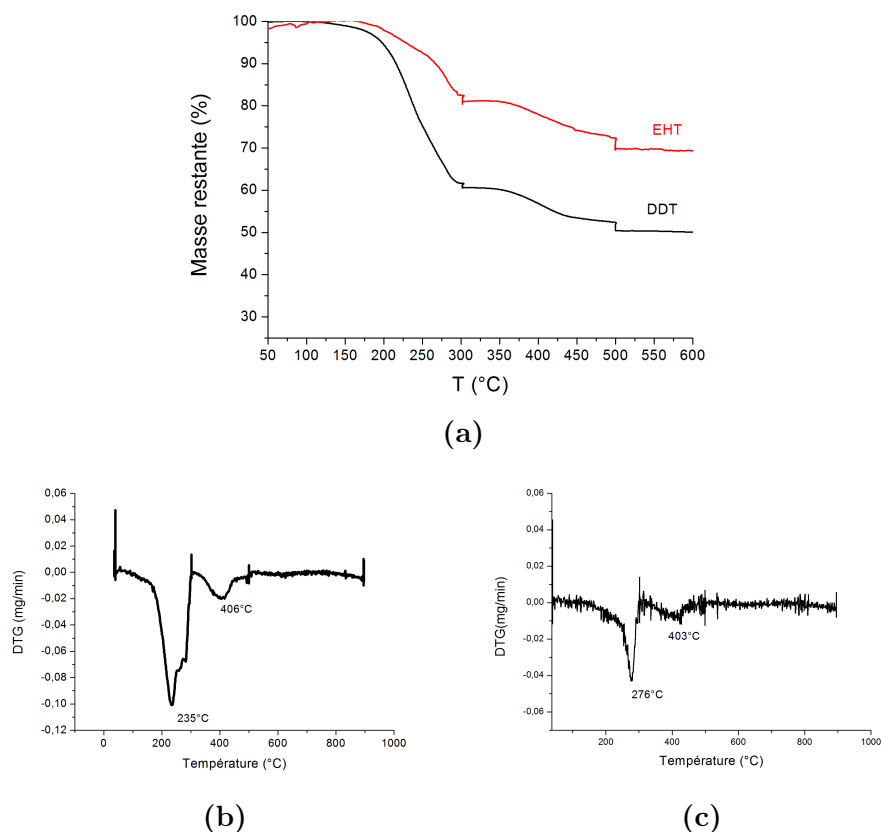 100
90
80
70
60
50
40
30
Masse restante (%)
EHT
DDT
50 100 150 200 250 300 350 400 450 500 550 600
T (°C)
(a)
0,06
0,04
0,02
0,00
-0,02
-0,04
-0,06
-0,08
-0,10
-0,12
DTG (mg/min)
406°C
235°C
0 200 400 600 800 1000
Température (°C)
(b)
0,06
0,04
0,02
0,00
-0,02
-0,04
-0,06
DTG(mg/min)
403°C
276°C
200 400 600 800 1000
Température (°C)
(c)